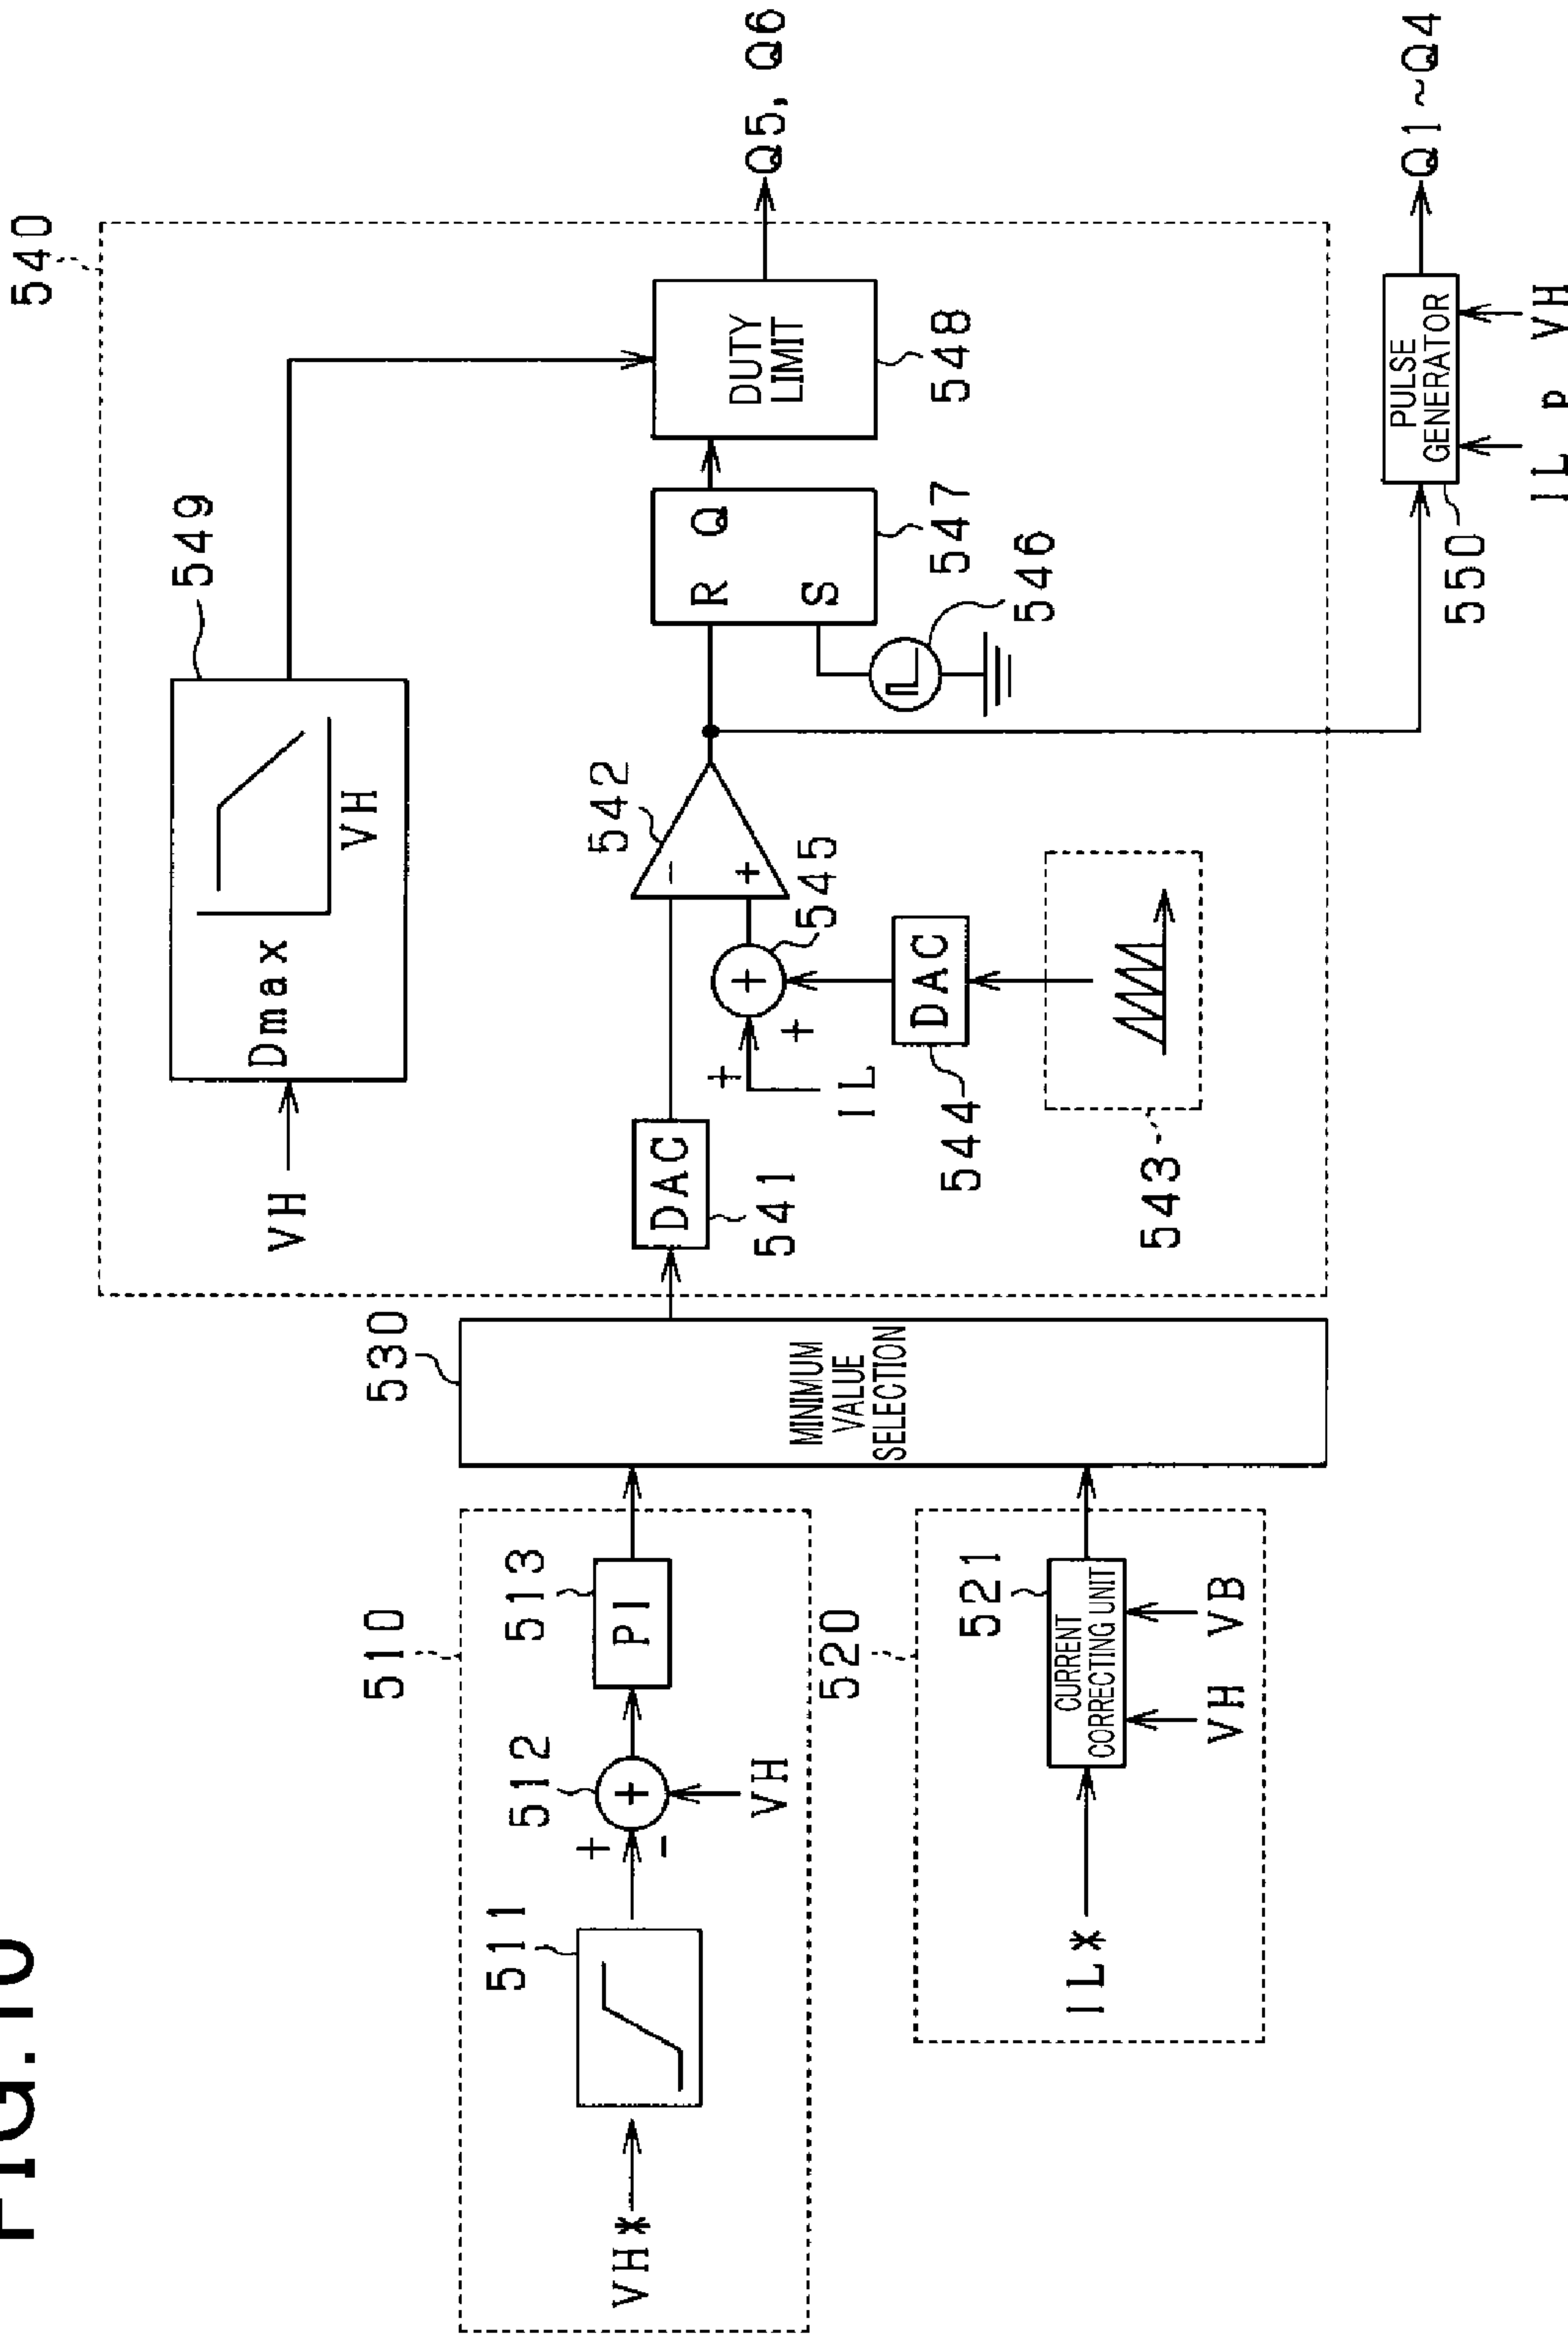 FIG.10
540
549
VH
Dmax
VH
530
510
511
512
513
VH*
+
-
+
PI
VH
MINIMUM
VALUE
SELECTION
520
521
IL*
CURRENT
CORRECTING UNIT
VH
VB
DAC
541
542
-
+
+
+
+
545
IL
DAC
544
543
R
Q
S
547
546
DUTY
LIMIT
548
Q5, Q6
PULSE
GENERATOR
550
Q1~Q4
IL
P
VH